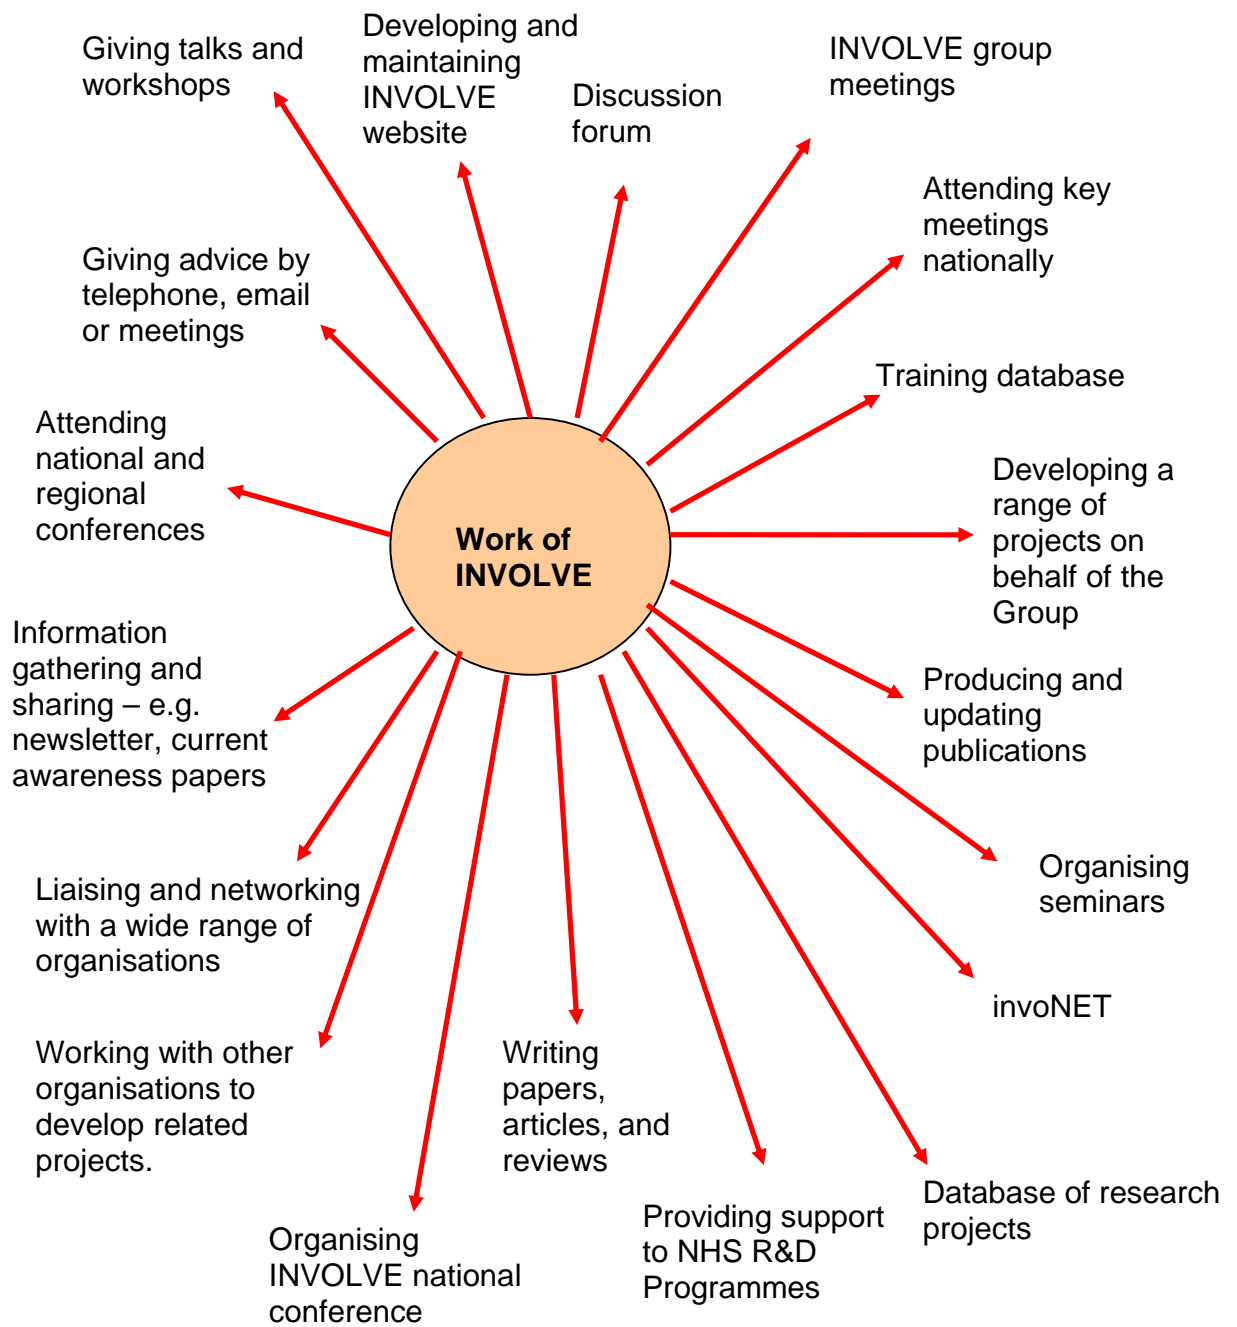 Giving talks and
workshops
Developing and
maintaining
INVOLVE
website
Discussion
forum
INVOLVE group
meetings
Attending key
meetings
nationally
Giving advice by
telephone, email
or meetings
Training database
Attending
national and
regional
conferences
Developing a
range of
projects on
behalf of the
Group
Work of
INVOLVE
Information
gathering and
sharing – e.g.
newsletter, current
awareness papers
Producing and
updating
publications
Organising
seminars
Liaising and networking
with a wide range of
organisations
invoNET
Working with other
organisations to
develop related
projects.
Writing
papers,
articles, and
reviews
Database of research
projects
Providing support
to NHS R&D
Programmes
Organising
INVOLVE national
conference